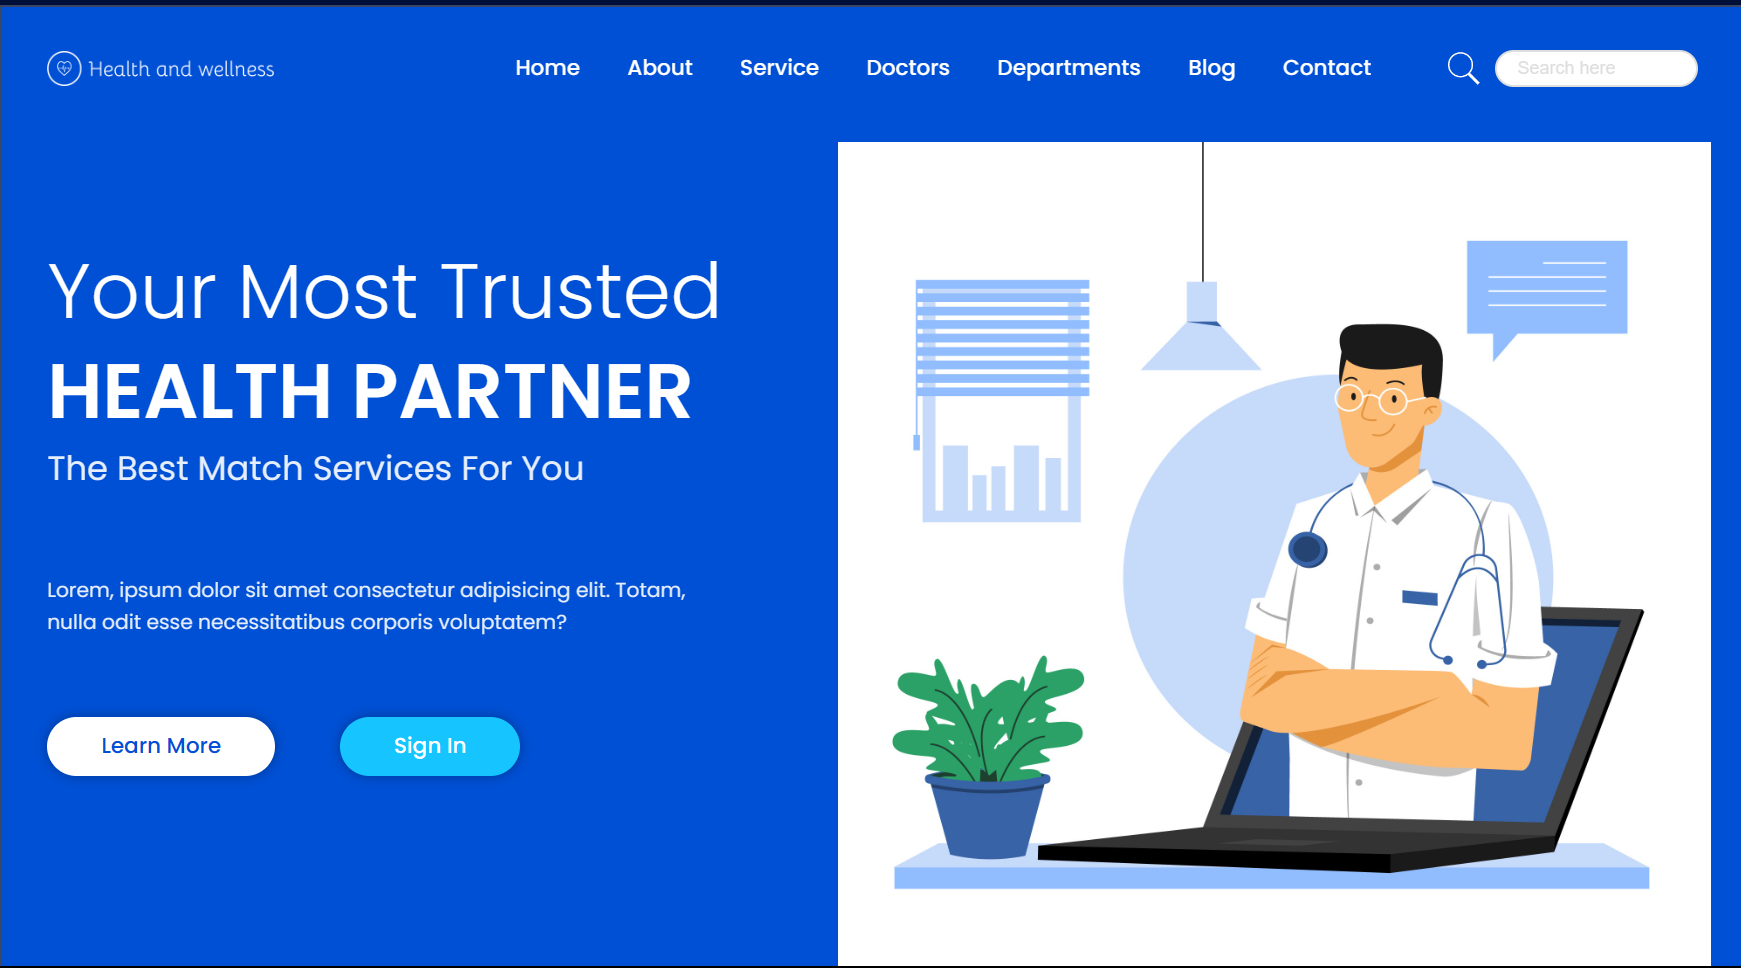 Health and wellness
Home About Service Doctors Departments Blog Contact
Search here
Your Most Trusted
HEALTH PARTNER
The Best Match Services For You
Lorem, ipsum dolor sit amet consectetur adipisicing elit. Totam,
nulla odit esse necessitatibus corporis voluptatem?
Learn More
Sign In